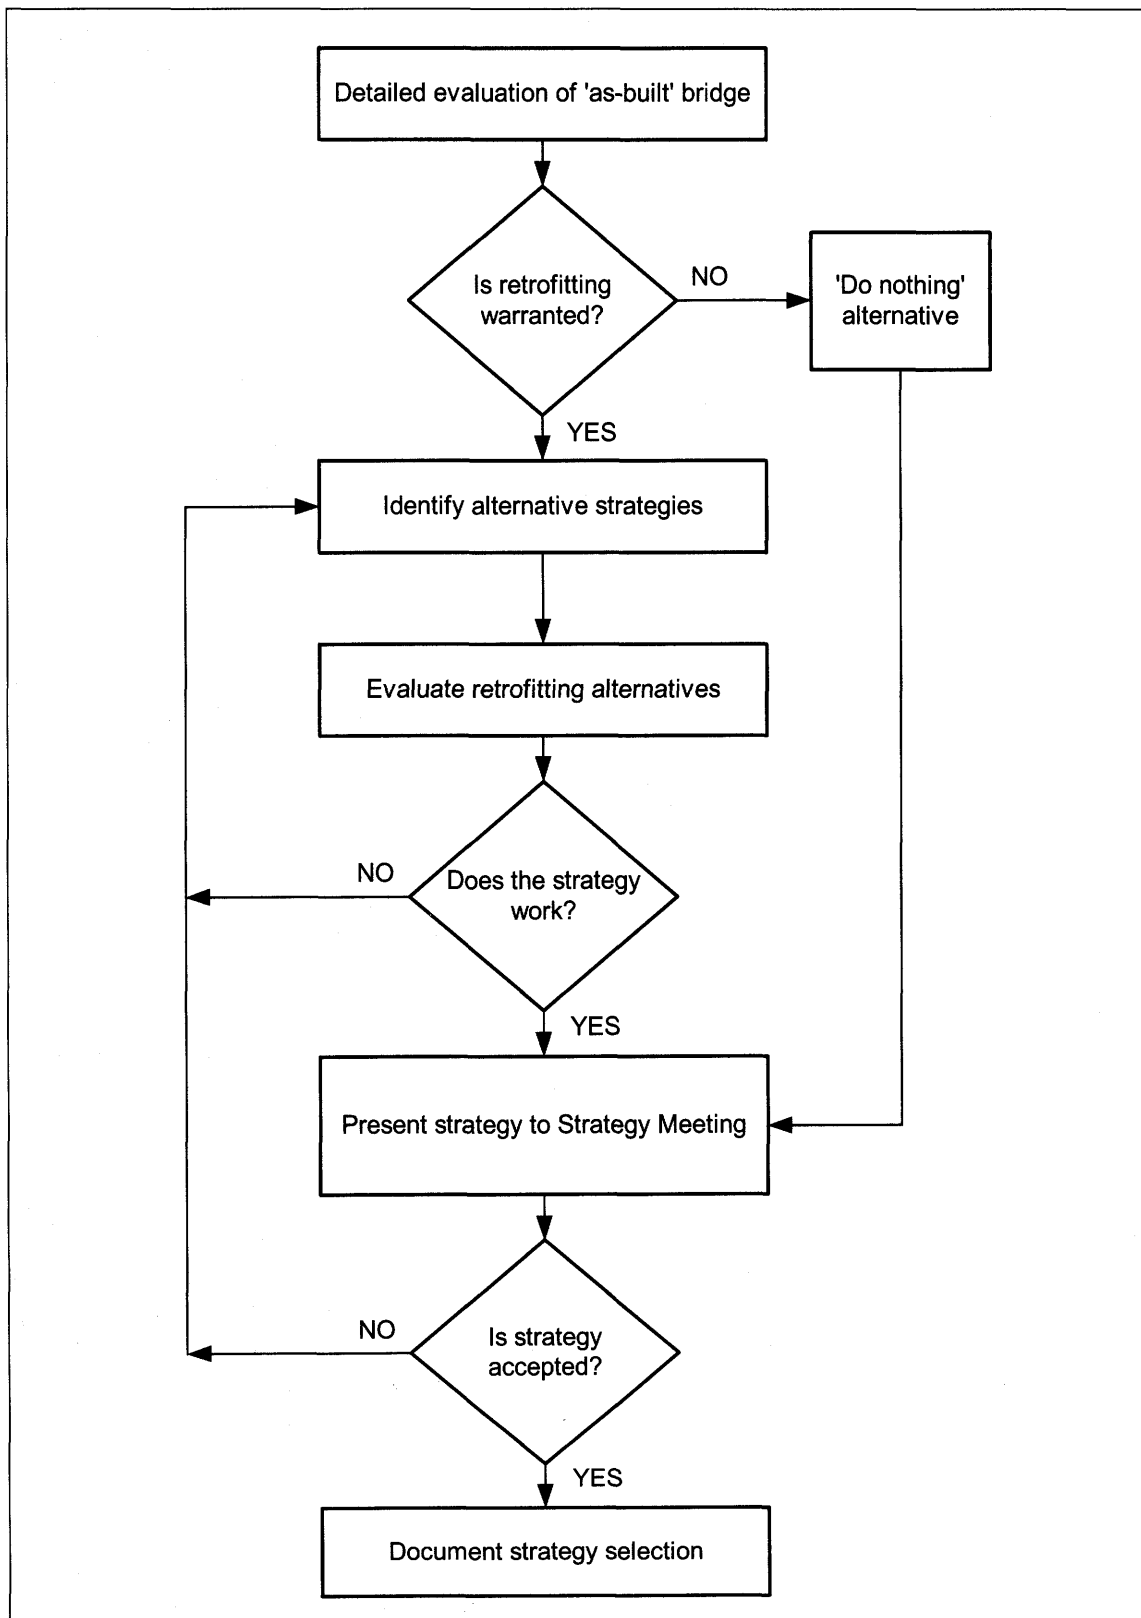 Detailed evaluation of 'as-built' bridge
Is retrofitting
warranted?
NO
'Do nothing'
alternative
YES
Identify alternative strategies
Evaluate retrofitting alternatives
NO
Does the strategy
work?
YES
Present strategy to Strategy Meeting
NO
Is strategy
accepted?
YES
Document strategy selection